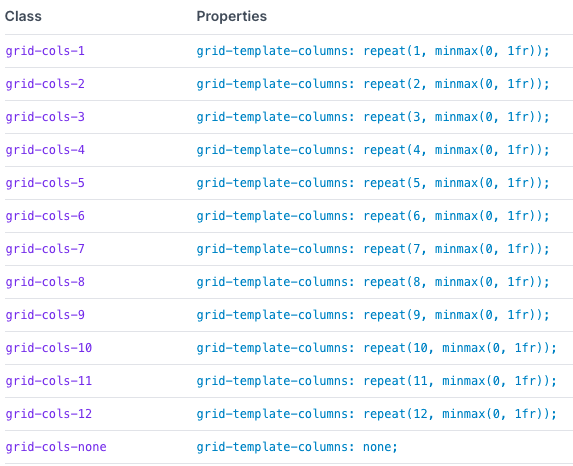 Class Properties
grid-cols-1 grid-template-columns: repeat(1, minmax(0, 1fr));
grid-cols-2 grid-template-columns: repeat(2, minmax(0, 1fr));
grid-cols-3 grid-template-columns: repeat(3, minmax(0, 1fr));
grid-cols-4 grid-template-columns: repeat(4, minmax(0, 1fr));
grid-cols-5 grid-template-columns: repeat(5, minmax(0, 1fr));
grid-cols-6 grid-template-columns: repeat(6, minmax(0, 1fr));
grid-cols-7 grid-template-columns: repeat(7, minmax(0, 1fr));
grid-cols-8 grid-template-columns: repeat(8, minmax(0, 1fr));
grid-cols-9 grid-template-columns: repeat(9, minmax(0, 1fr));
grid-cols-10 grid-template-columns: repeat(10, minmax(0, 1fr));
grid-cols-11 grid-template-columns: repeat(11, minmax(0, 1fr));
grid-cols-12 grid-template-columns: repeat(12, minmax(0, 1fr));
grid-cols-none grid-template-columns: none;